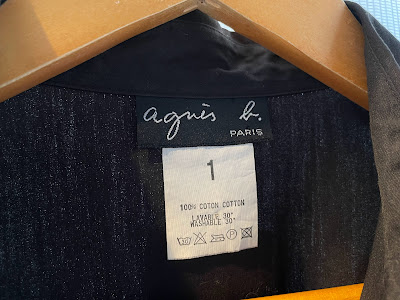 agnès b.
PARIS
1
100% COTON COTTON
LAVABLE 30°
WASHABLE 30°